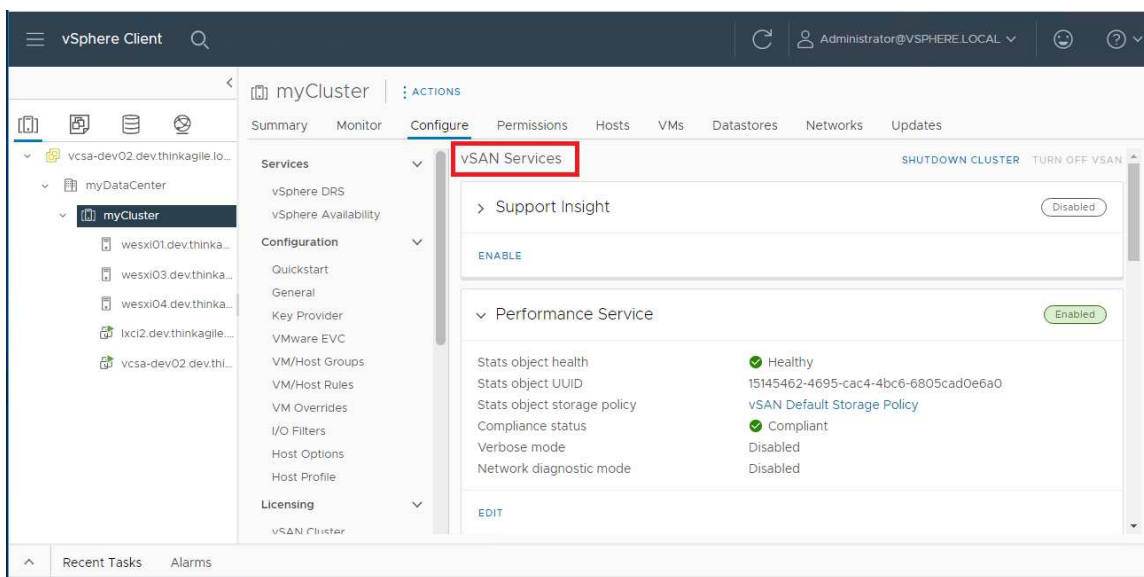 vSphere Client
Administrator@VSPHERE.LOCAL
myCluster
ACTIONS
Summary Monitor Configure Permissions Hosts VMs Datastores Networks Updates
vcsa-dev02.dev.thinkagile.lo...
myDataCenter
myCluster
wesxi01.dev.thinka...
wesxi03.dev.thinka...
wesxi04.dev.thinka...
lxci2.dev.thinkagile....
vcsa-dev02.dev.thi...
Services
vSphere DRS
vSphere Availability
Configuration
Quickstart
General
Key Provider
VMware EVC
VM/Host Groups
VM/Host Rules
VM Overrides
I/O Filters
Host Options
Host Profile
Licensing
vSAN Cluster
vSAN Services
SHUTDOWN CLUSTER TURN OFF VSAN
Support Insight Disabled
ENABLE
Performance Service Enabled
Stats object health Healthy
Stats object UUID 15145462-4695-cac4-4bc6-6805cad0e6a0
Stats object storage policy vSAN Default Storage Policy
Compliance status Compliant
Verbose mode Disabled
Network diagnostic mode Disabled
EDIT
Recent Tasks Alarms